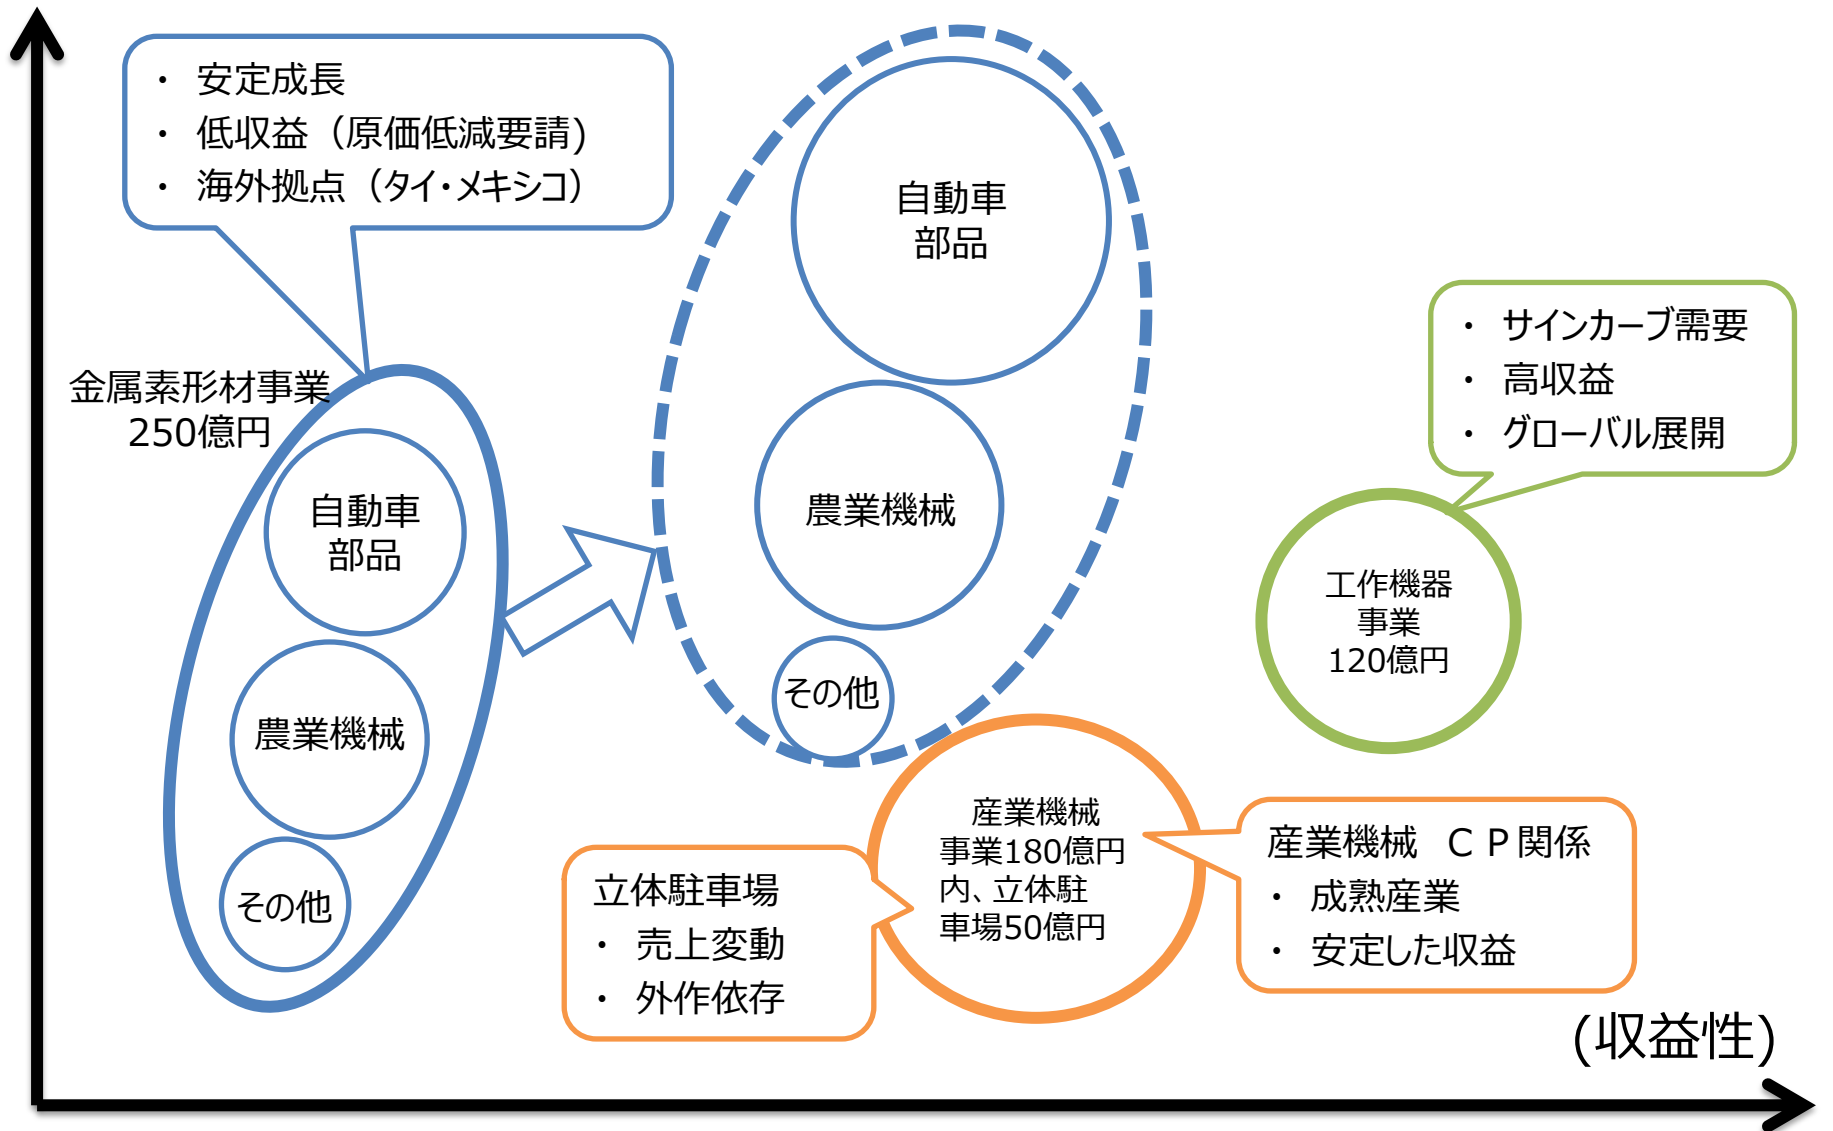 ・ 安定成長
・ 低収益（原価低減要請)
・ 海外拠点（タイ・メキシコ）
金属素形材事業
250億円
自動車
部品
農業機械
その他
自動車
部品
農業機械
その他
・ サインカーブ需要
・ 高収益
・ グローバル展開
工作機器
事業
120億円
産業機械
事業180億円
内、立体駐
車場50億円
立体駐車場
・ 売上変動
・ 外作依存
産業機械　ＣＰ関係
・ 成熟産業
・ 安定した収益
(収益性)